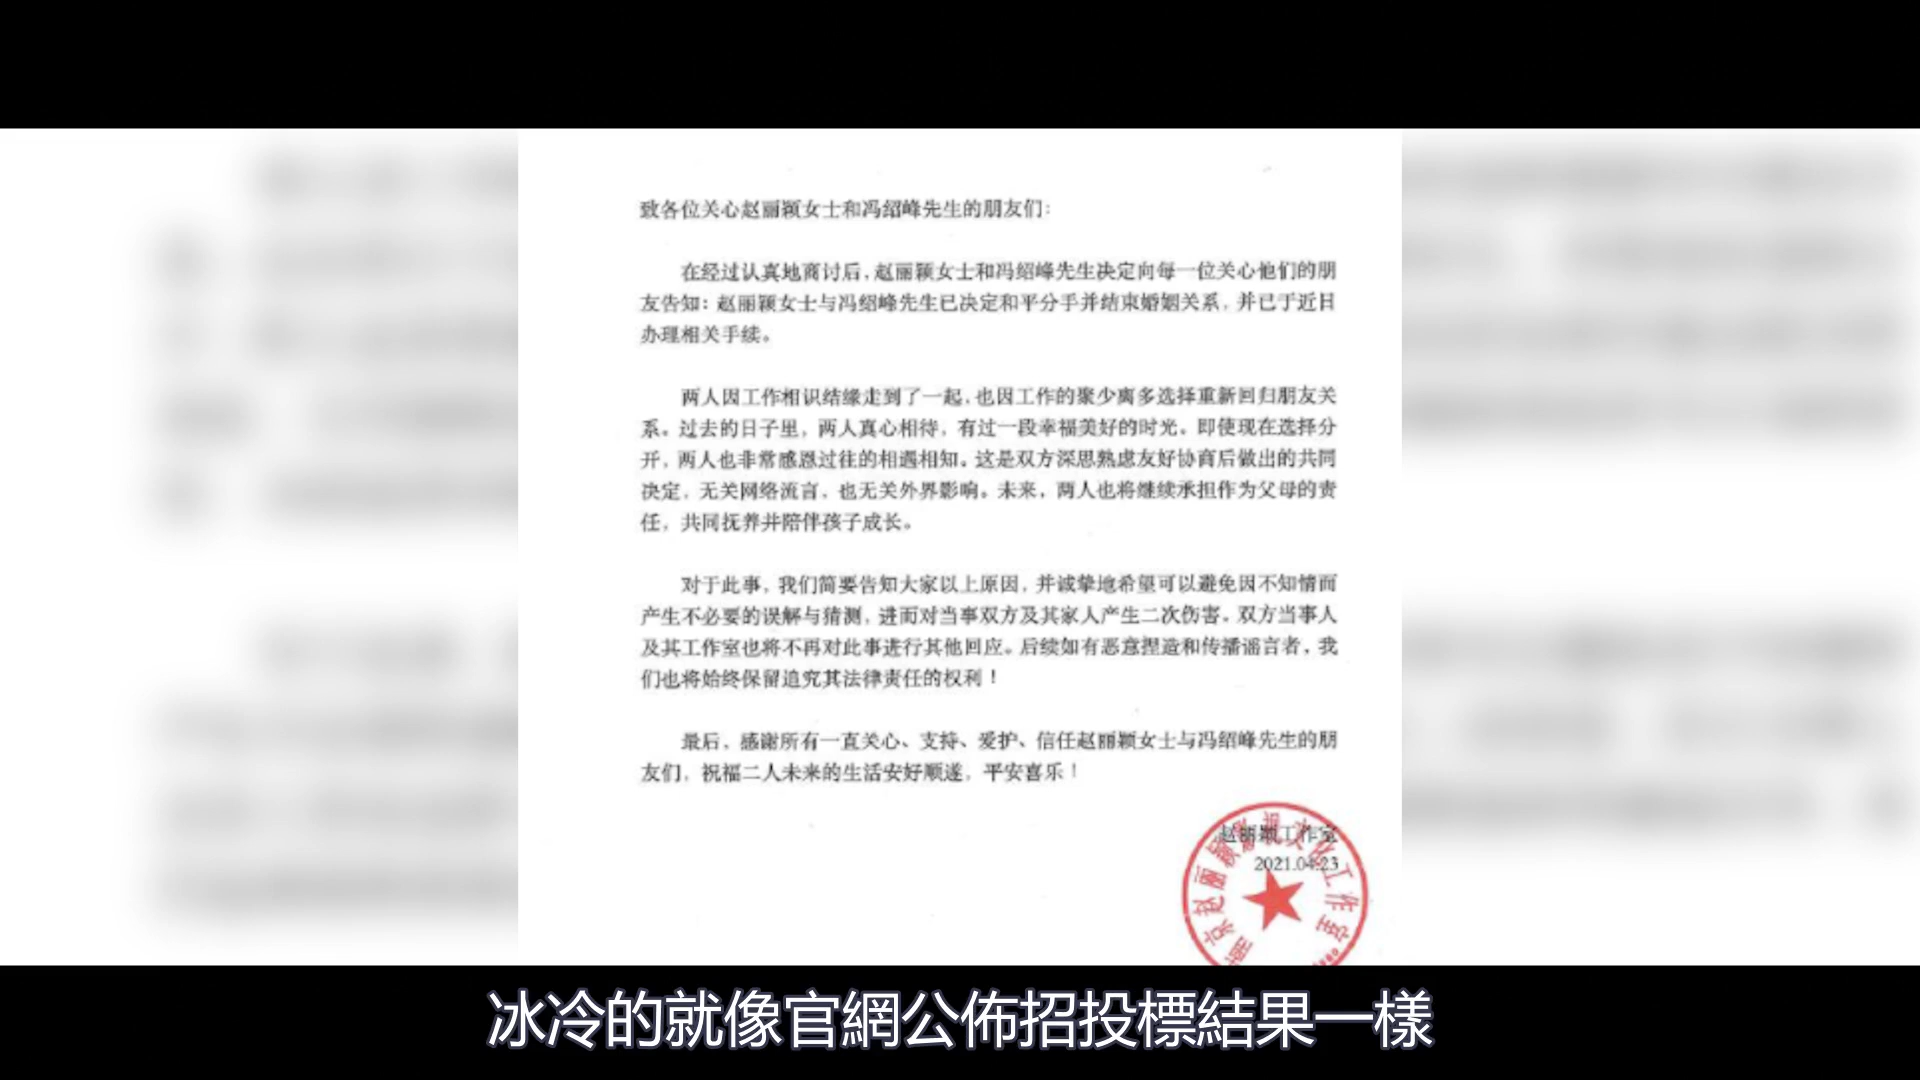 致各位关心赵丽颖女士和冯绍峰先生的朋友们：
在经过认真地商讨后，赵丽颖女士和冯绍峰先生决定向每一位关心他们的朋
友告知：赵丽颖女士与冯绍峰先生已决定和平分手并结束婚姻关系，并已于近日
办理相关手续。
两人因工作相识结缘走到了一起，也因工作的聚少离多选择重新回归朋友关
系。过去的日子里，两人真心相待，有过一段幸福美好的时光。即使现在选择分
开，两人也非常感恩过往的相遇相知。这是双方深思熟虑友好协商后做出的共同
决定，无关网络流言，也无关外界影响。未来，两人也将继续承担作为父母的责
任，共同抚养并陪伴孩子成长。
对于此事，我们简要告知大家以上原因，并诚挚地希望可以避免因不知情而
产生不必要的误解与猜测，进而对当事双方及其家人产生二次伤害。双方当事人
及其工作室也将不再对此事进行其他回应。后续如有恶意捏造和传播谣言者，我
们也将始终保留追究其法律责任的权利！
最后，感谢所有一直关心、支持、爱护、信任赵丽颖女士与冯绍峰先生的朋
友们，祝福二人未来的生活安好顺遂，平安喜乐！
赵丽颖工作室
2021.04.23
京赵丽颖影视文化工作室
冰冷的就像官網公佈招投標結果一樣